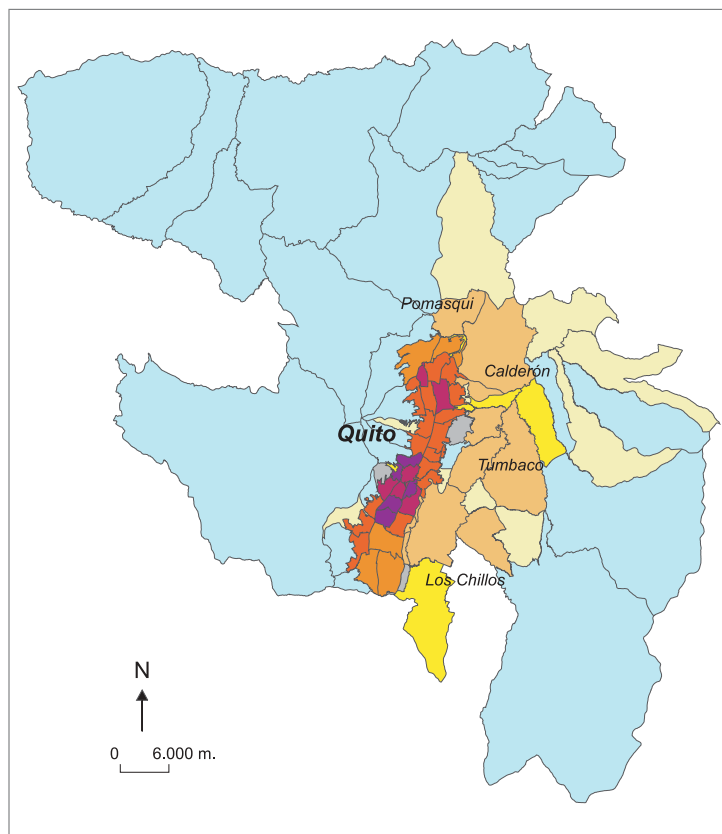 Pomasqui
Calderón
Quito
Tumbaco
Los Chillos
N
0 6.000 m.